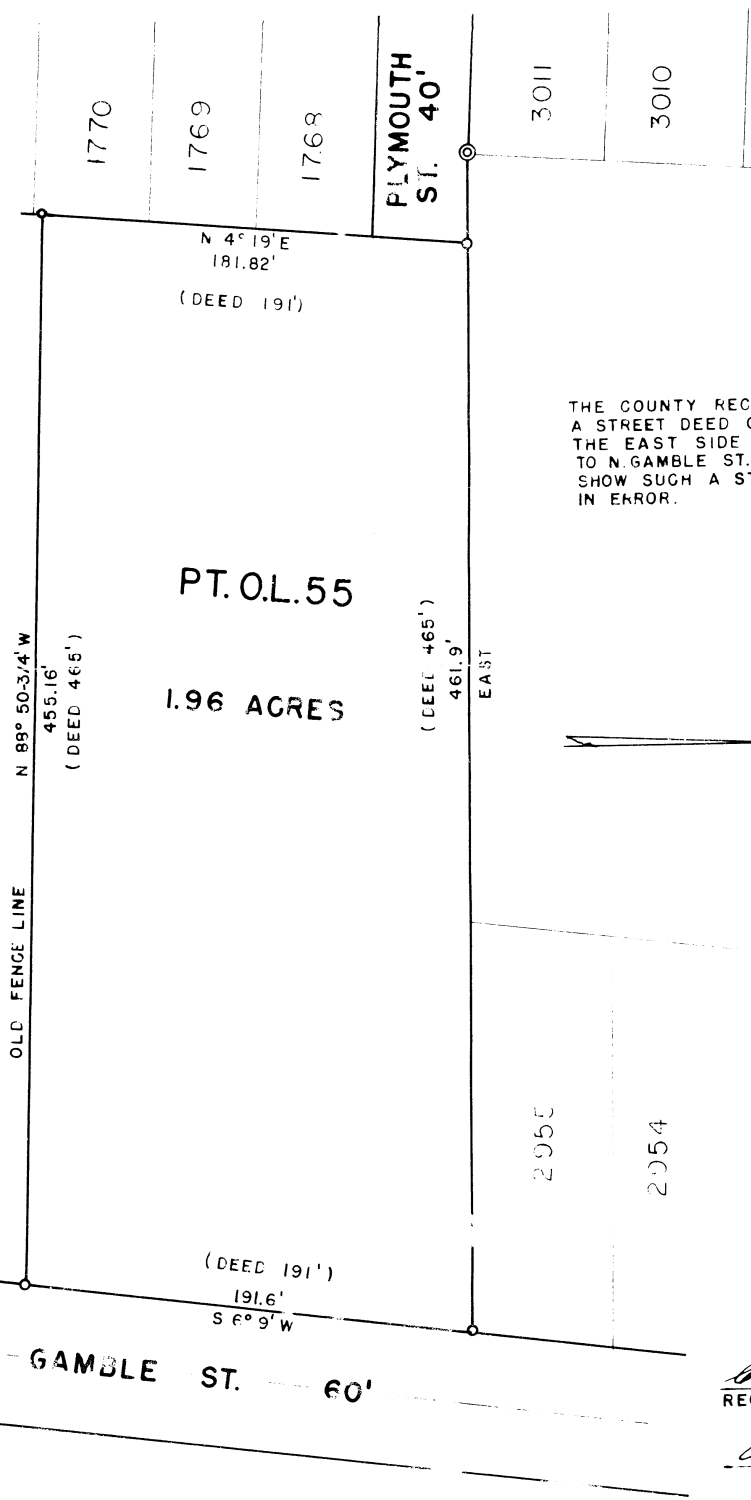 1770
1769
1768
PLYMOUTH
ST. 40'
3011
3010
N 4° 19' E
181.82'
(DEED 191')
THE COUNTY REC
A STREET DEED
THE EAST SIDE
TO N. GAMBLE ST.
SHOW SUCH A ST
IN ERROR.
PT. O.L. 55
1.96 ACRES
N 88° 50-3/4' W
455.16'
(DEED 465')
OLD FENCE LINE
(DEED 465')
461.9'
EAST
2955
2954
(DEED 191')
191.6'
S 6° 9' W
GAMBLE ST. 60'
REC